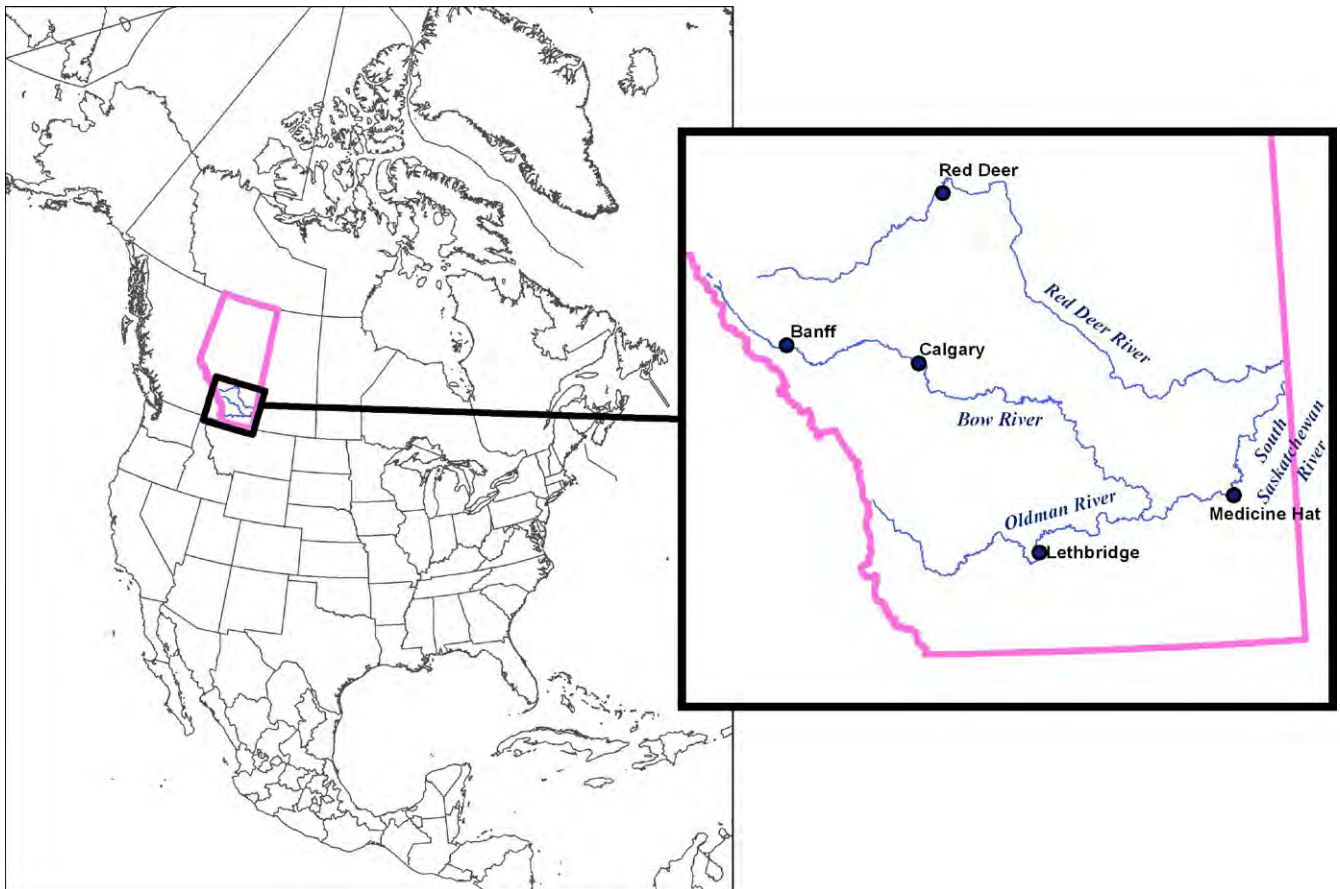 Red Deer
Red Deer River
Banff
Calgary
Bow River
South
Saskatchewan
River
Oldman River
Medicine Hat
Lethbridge